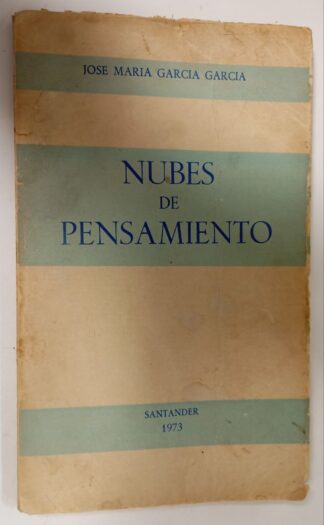 JOSE MARIA GARCIA GARCIA
NUBES
DE
PENSAMIENTO
SANTANDER
1973